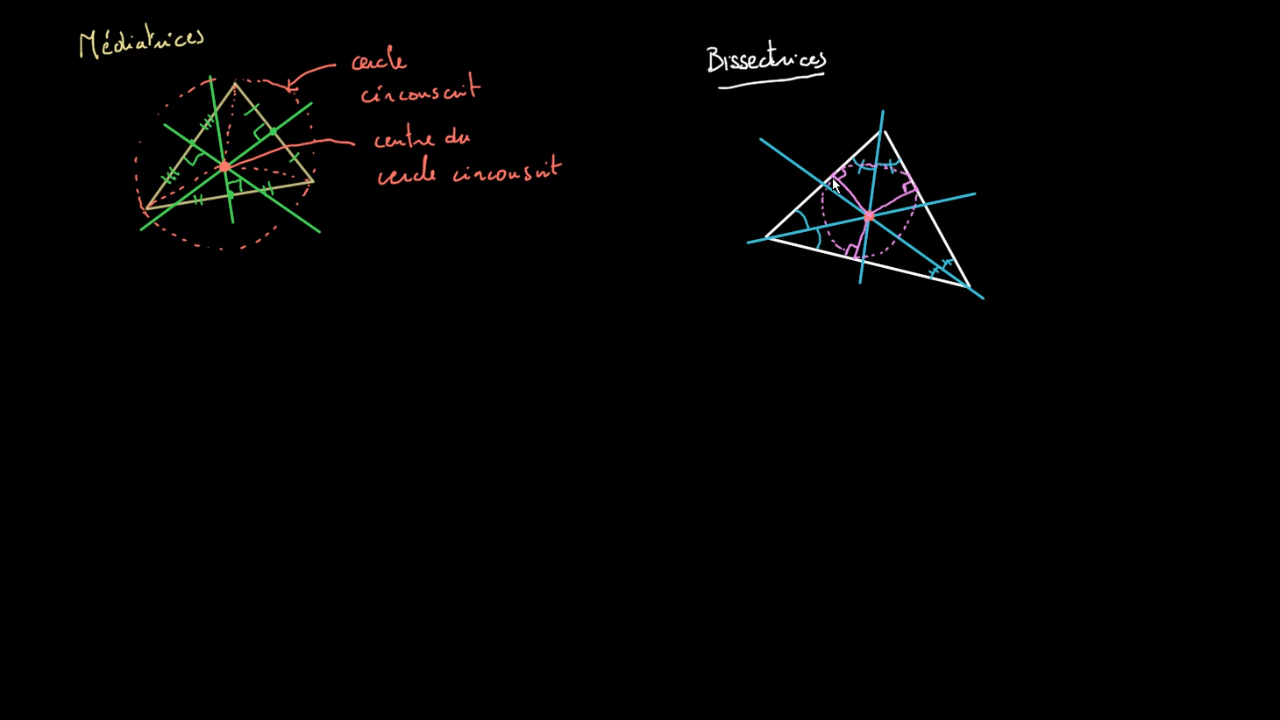 Médiatrices
cercle
circonscrit
centre du
cercle circonscrit
Bissectrices